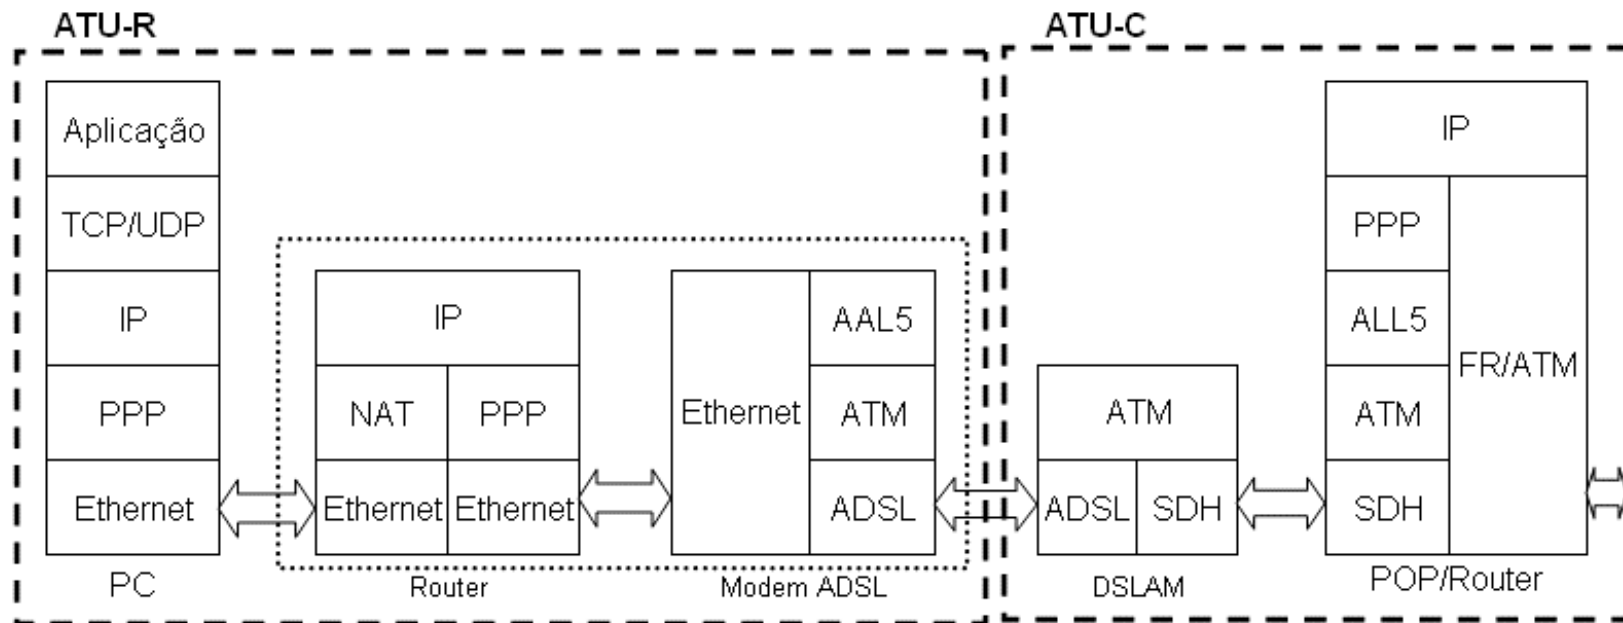 ATU-R
ATU-C
Aplicação
TCP/UDP
IP
PPP
Ethernet
PC
IP
NAT
PPP
Ethernet
Ethernet
Router
Ethernet
AAL5
ATM
ADSL
Modem ADSL
ATM
ADSL
SDH
DSLAM
IP
PPP
ALL5
ATM
SDH
FR/ATM
POP/Router